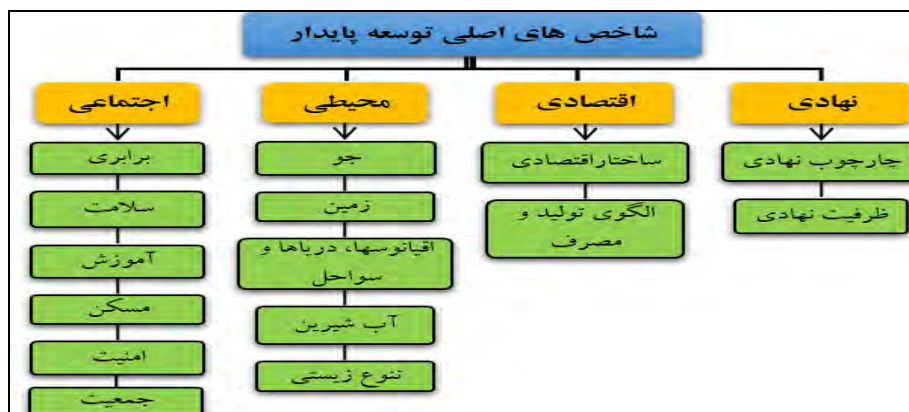 شاخص های اصلی توسعه پایدار
نهادی
چارچوب نهادی
ظرفیت نهادی
اقتصادی
ساختاراقتصادی
الگوی تولید و
مصرف
محیطی
جو
زمین
اقیانوسها، دریاها و
سواحل
آب شیرین
تنوع زیستی
اجتماعی
برابری
سلامت
آموزش
مسکن
امنیت
جمعیت